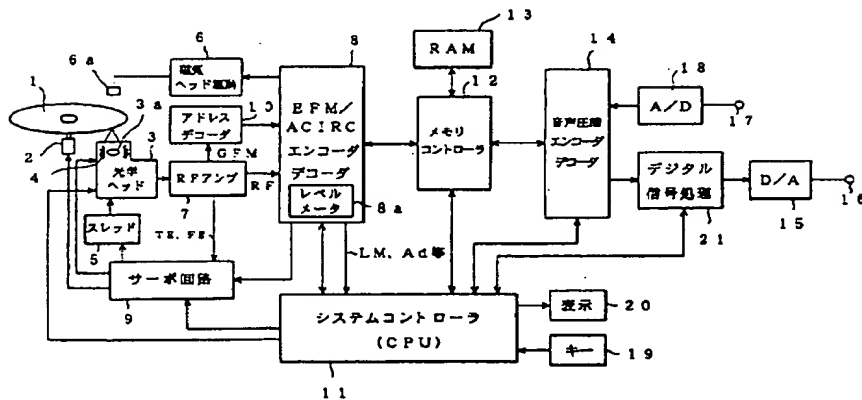 13
RAM
12
メモリ
コントローラ
6a
6
磁気
ヘッド駆動
8
EFM/
ACIRC
エンコーダ
デコーダ
レベル
メータ
8a
14
音声圧縮
エンコーダ
デコーダ
18
A/D
17
1
3a
10
アドレス
デコーダ
2
4
3
光学
ヘッド
GFM
RFアンプ
7
RF
デジタル
信号処理
21
D/A
15
16
スレッド
5
TE、FE
サーボ回路
9
LM、Ad等
システムコントローラ
(CPU)
11
表示
20
キー
19